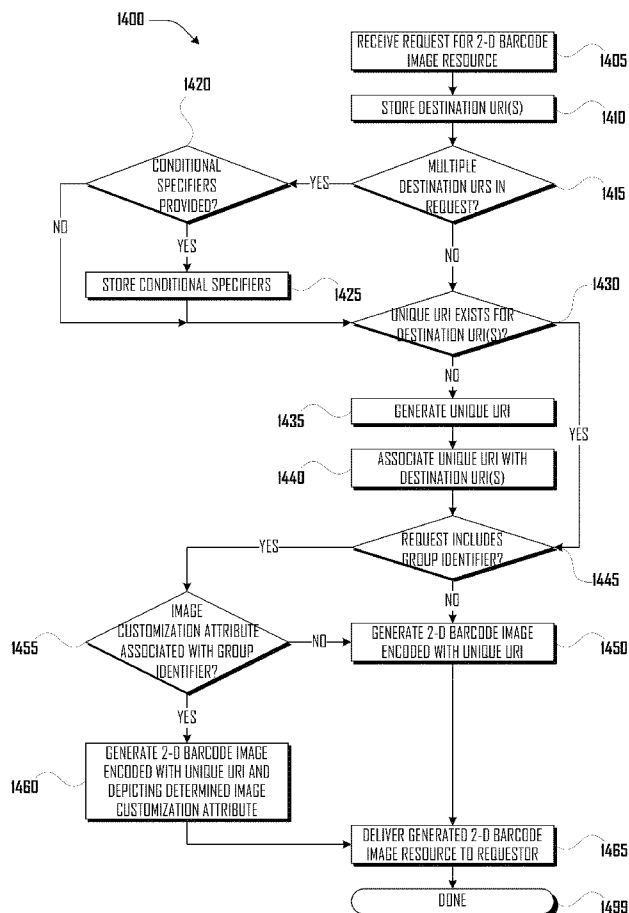 1400
RECEIVE REQUEST FOR 2-D BARCODE
IMAGE RESOURCE
1405
STORE DESTINATION URI(S)
1410
1420
CONDITIONAL
SPECIFIERS
PROVIDED?
YES
MULTIPLE
DESTINATION URS IN
REQUEST?
1415
NO
YES
NO
STORE CONDITIONAL SPECIFIERS
1425
UNIQUE URI EXISTS FOR
DESTINATION URI(S)?
1430
NO
1435
GENERATE UNIQUE URI
YES
1440
ASSOCIATE UNIQUE URI WITH
DESTINATION URI(S)
YES
REQUEST INCLUDES
GROUP IDENTIFIER?
1445
NO
1455
IMAGE
CUSTOMIZATION ATTRIBUTE
ASSOCIATED WITH GROUP
IDENTIFIER?
NO
GENERATE 2-D BARCODE IMAGE
ENCODED WITH UNIQUE URI
1450
YES
1460
GENERATE 2-D BARCODE IMAGE
ENCODED WITH UNIQUE URI AND
DEPICTING DETERMINED IMAGE
CUSTOMIZATION ATTRIBUTE
DELIVER GENERATED 2-D BARCODE
IMAGE RESOURCE TO REQUESTOR
1465
DONE
1499